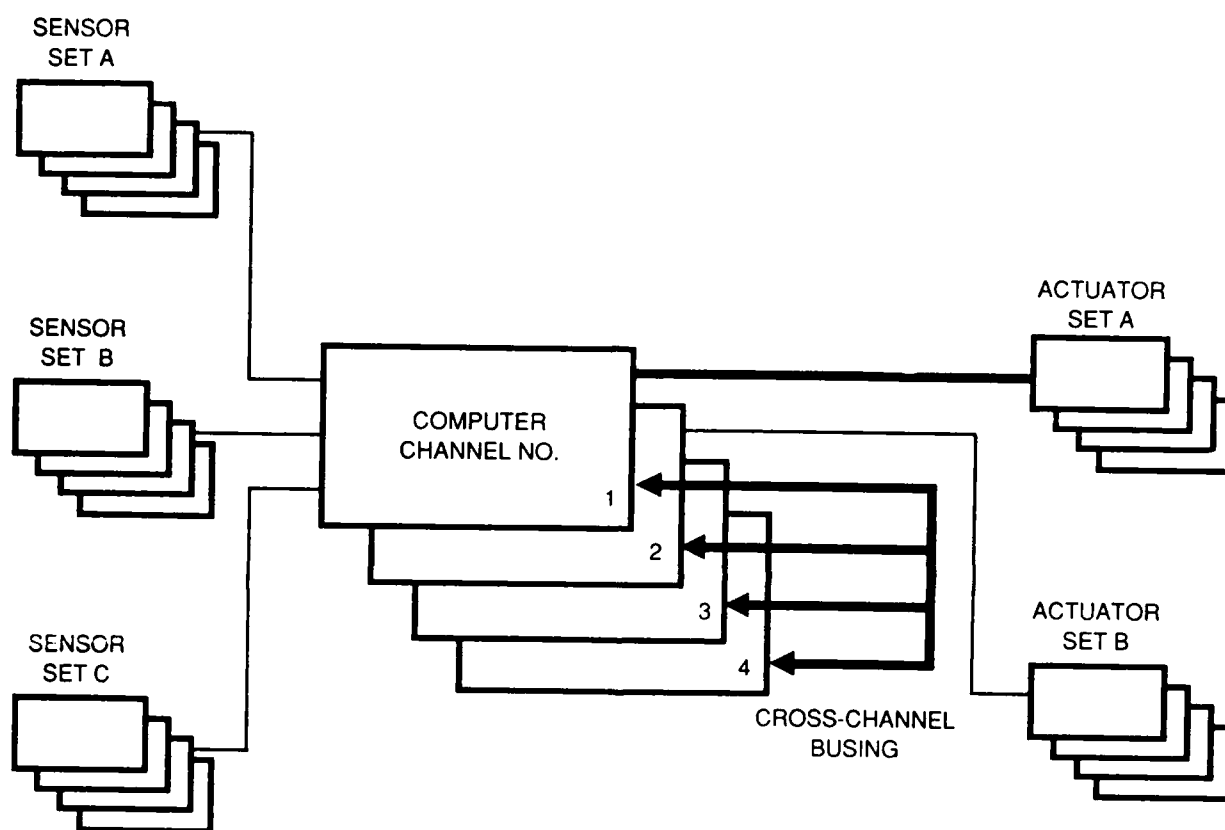 SENSOR
SET A
SENSOR
SET B
SENSOR
SET C
COMPUTER
CHANNEL NO.
1
2
3
4
CROSS-CHANNEL
BUSING
ACTUATOR
SET A
ACTUATOR
SET B